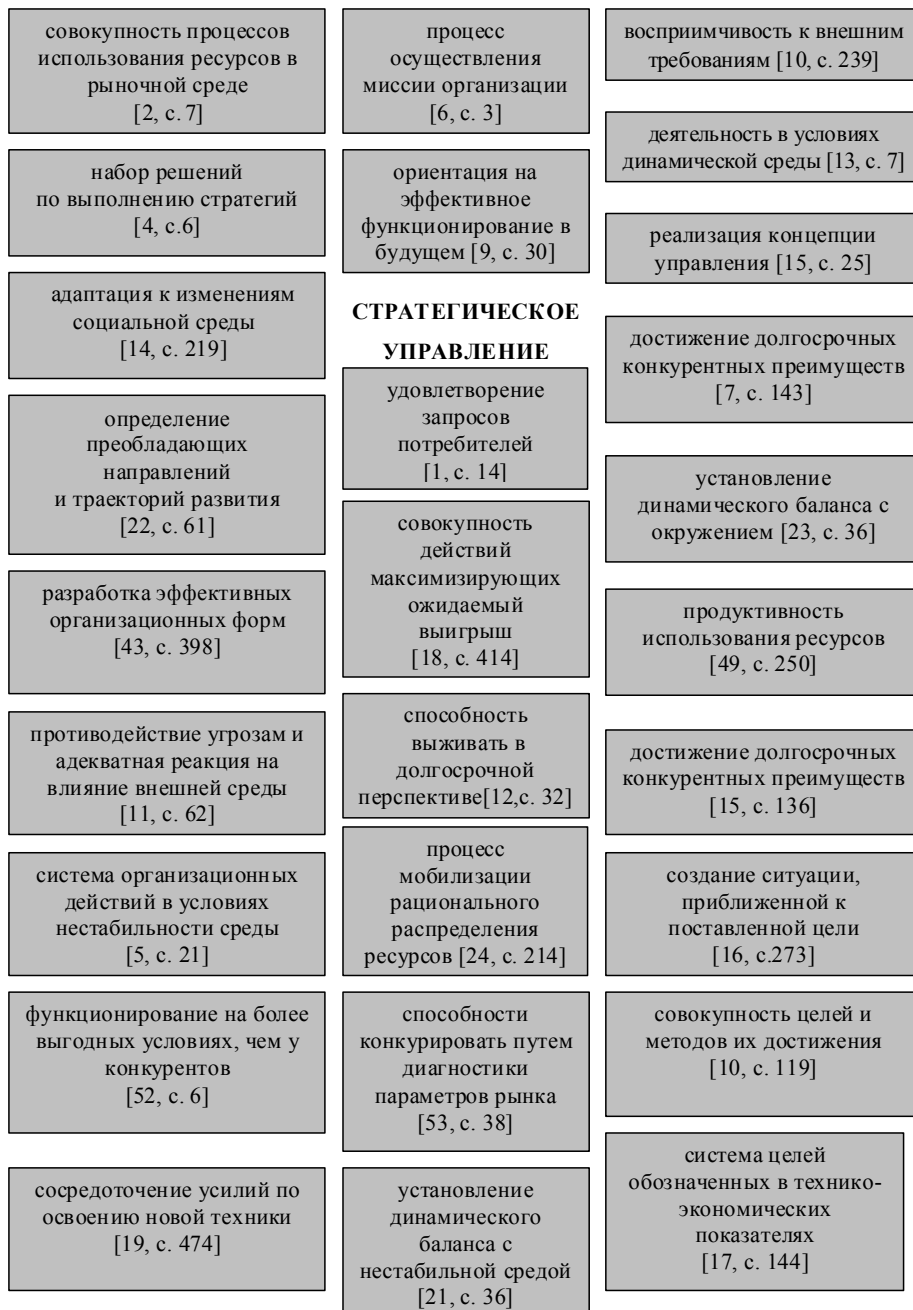 совокупность процессов
использования ресурсов в
рыночной среде
[2, с. 7]
набор решений
по выполнению стратегий
[4, с.6]
адаптация к изменениям
социальной среды
[14, с. 219]
определение
преобладающих
направлений
и траекторий развития
[22, с. 61]
разработка эффективных
организационных форм
[43, с. 398]
противодействие угрозам и
адекватная реакция на
влияние внешней среды
[11, с. 62]
система организационных
действий в условиях
нестабильности среды
[5, с. 21]
функционирование на более
выгодных условиях, чем у
конкурентов
[52, с. 6]
сосредоточение усилий по
освоению новой техники
[19, с. 474]
процесс
осуществления
миссии организации
[6, с. 3]
ориентация на
эффективное
функционирование в
будущем [9, с. 30]
СТРАТЕГИЧЕСКОЕ
УПРАВЛЕНИЕ
удовлетворение
запросов
потребителей
[1, с. 14]
совокупность
действий
максимизирующих
ожидаемый
выигрыш
[18, с. 414]
способность
выживать в
долгосрочной
перспективе[12,с. 32]
процесс
мобилизации
рационального
распределения
ресурсов [24, с. 214]
способности
конкурировать путем
диагностики
параметров рынка
[53, с. 38]
установление
динамического
баланса с
нестабильной средой
[21, с. 36]
восприимчивость к внешним
требованиям [10, с. 239]
деятельность в условиях
динамической среды [13, с. 7]
реализация концепции
управления [15, с. 25]
достижение долгосрочных
конкурентных преимуществ
[7, с. 143]
установление
динамического баланса с
окружением [23, с. 36]
продуктивность
использования ресурсов
[49, с. 250]
достижение долгосрочных
конкурентных преимуществ
[15, с. 136]
создание ситуации,
приближенной к
поставленной цели
[16, с.273]
совокупность целей и
методов их достижения
[10, с. 119]
система целей
обозначенных в технико-
экономических
показателях
[17, с. 144]